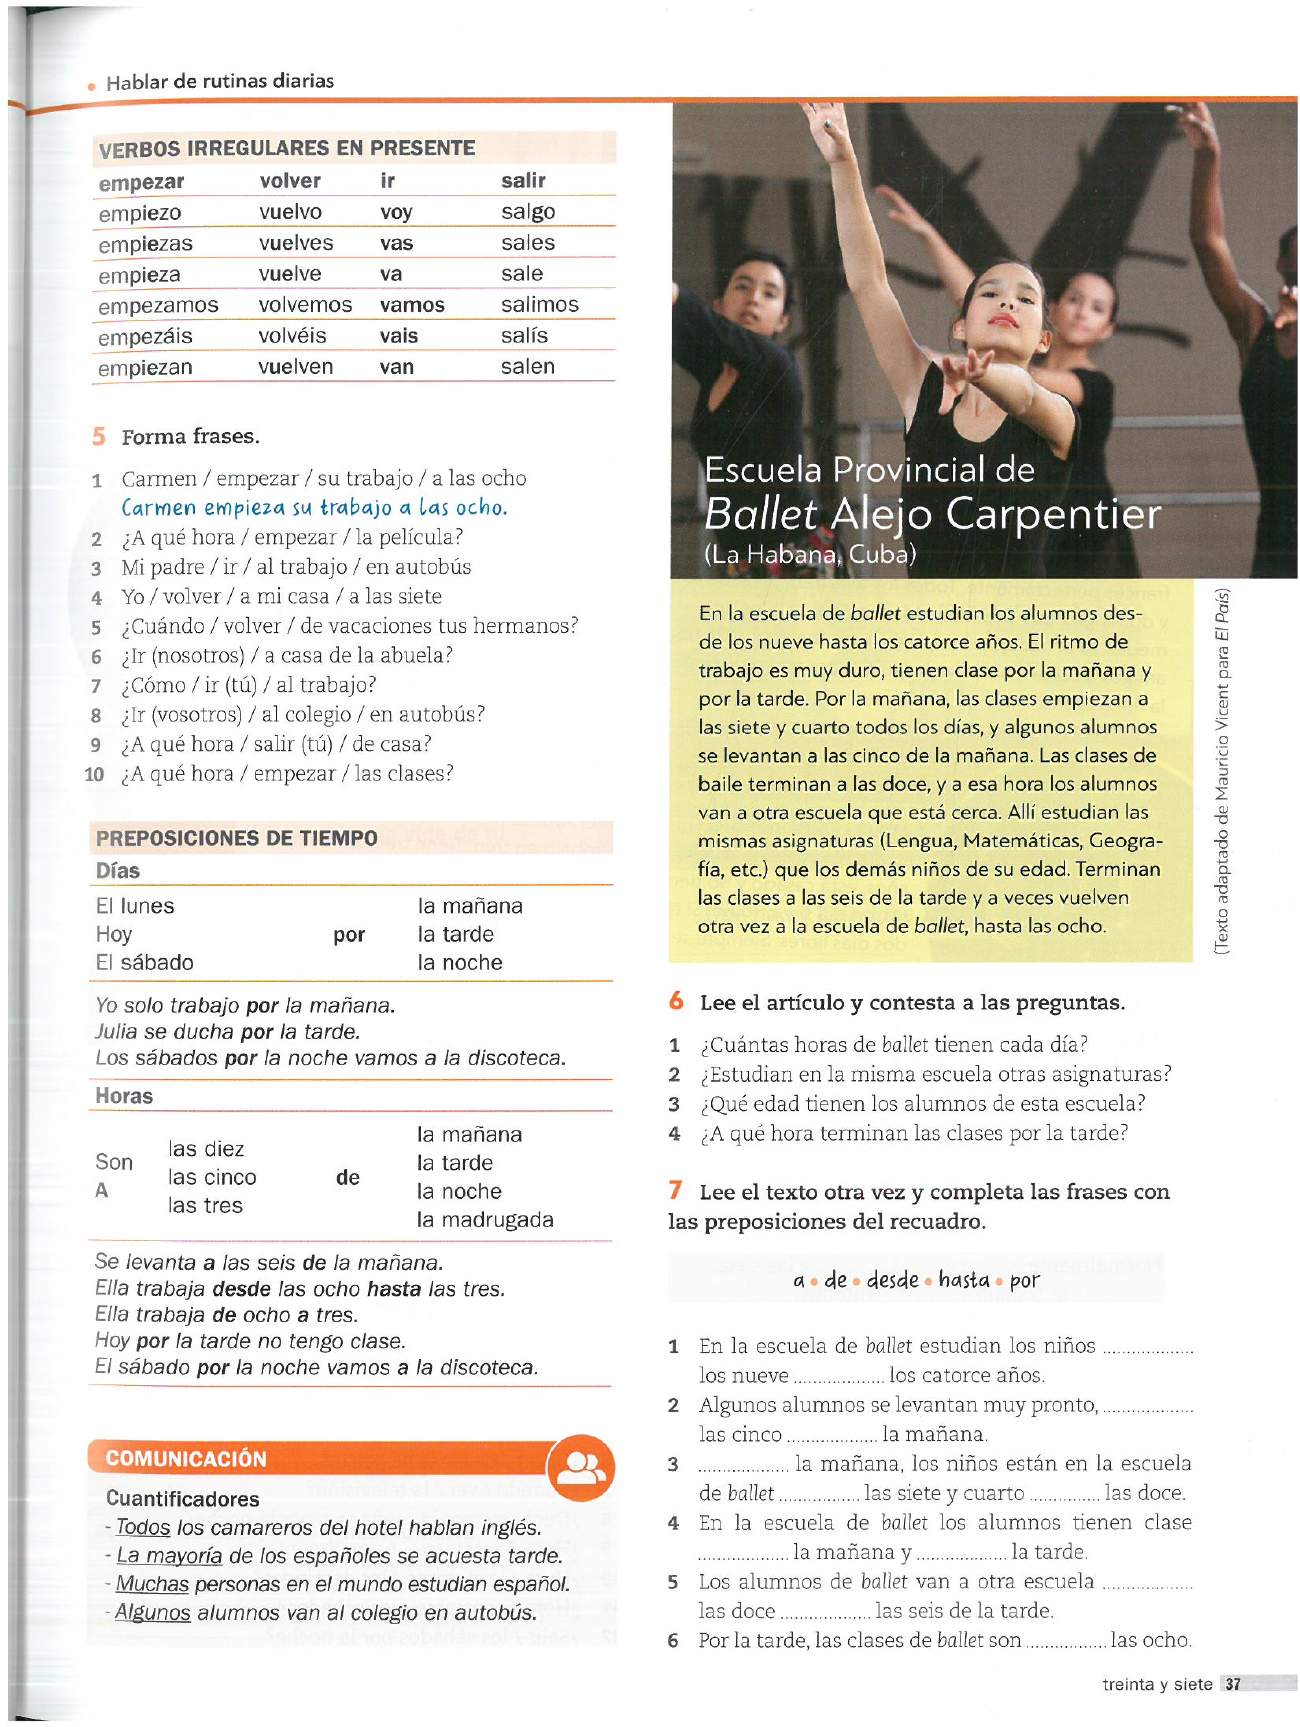 • Hablar de rutinas diarias
VERBOS IRREGULARES EN PRESENTE
empezar volver ir salir
empiezo vuelvo voy salgo
empiezas vuelves vas sales
empieza vuelve va sale
empezamos volvemos vamos salimos
empezáis volvéis vais salís
empiezan vuelven van salen
5 Forma frases.
1 Carmen / empezar / su trabajo / a las ocho
Carmen empieza su trabajo a las ocho.
2 ¿A qué hora / empezar / la película?
3 Mi padre / ir / al trabajo / en autobús
4 Yo / volver / a mi casa / a las siete
5 ¿Cuándo / volver / de vacaciones tus hermanos?
6 ¿Ir (nosotros) / a casa de la abuela?
7 ¿Cómo / ir (tú) / al trabajo?
8 ¿Ir (vosotros) / al colegio / en autobús?
9 ¿A qué hora / salir (tú) / de casa?
10 ¿A qué hora / empezar / las clases?
PREPOSICIONES DE TIEMPO
Días
El lunes la mañana
Hoy por la tarde
El sábado la noche
Yo solo trabajo por la mañana.
Julia se ducha por la tarde.
Los sábados por la noche vamos a la discoteca.
Horas
la mañana
las diez
Son la tarde
las cinco de
A la noche
las tres
la madrugada
Se levanta a las seis de la mañana.
Ella trabaja desde las ocho hasta las tres.
Ella trabaja de ocho a tres.
Hoy por la tarde no tengo clase.
El sábado por la noche vamos a la discoteca.
COMUNICACIÓN
Cuantificadores
- Todos los camareros del hotel hablan inglés.
- La mayoría de los españoles se acuesta tarde.
- Muchas personas en el mundo estudian español.
- Algunos alumnos van al colegio en autobús.
Escuela Provincial de
Ballet Alejo Carpentier
(La Habana, Cuba)
En la escuela de ballet estudian los alumnos des-
de los nueve hasta los catorce años. El ritmo de
trabajo es muy duro, tienen clase por la mañana y
por la tarde. Por la mañana, las clases empiezan a
las siete y cuarto todos los días, y algunos alumnos
se levantan a las cinco de la mañana. Las clases de
baile terminan a las doce, y a esa hora los alumnos
van a otra escuela que está cerca. Allí estudian las
mismas asignaturas (Lengua, Matemáticas, Geogra-
fía, etc.) que los demás niños de su edad. Terminan
las clases a las seis de la tarde y a veces vuelven
otra vez a la escuela de ballet, hasta las ocho.
(Texto adaptado de Mauricio Vicent para El País)
6 Lee el artículo y contesta a las preguntas.
1 ¿Cuántas horas de ballet tienen cada día?
2 ¿Estudian en la misma escuela otras asignaturas?
3 ¿Qué edad tienen los alumnos de esta escuela?
4 ¿A qué hora terminan las clases por la tarde?
7 Lee el texto otra vez y completa las frases con
las preposiciones del recuadro.
a • de • desde • hasta • por
1 En la escuela de ballet estudian los niños ...................
los nueve ................... los catorce años.
2 Algunos alumnos se levantan muy pronto, ...................
las cinco ................... la mañana.
3 ................... la mañana, los niños están en la escuela
de ballet ................. las siete y cuarto ............... las doce.
4 En la escuela de ballet los alumnos tienen clase
................... la mañana y ................... la tarde.
5 Los alumnos de ballet van a otra escuela ...................
las doce ................... las seis de la tarde.
6 Por la tarde, las clases de ballet son ................. las ocho.
treinta y siete 37